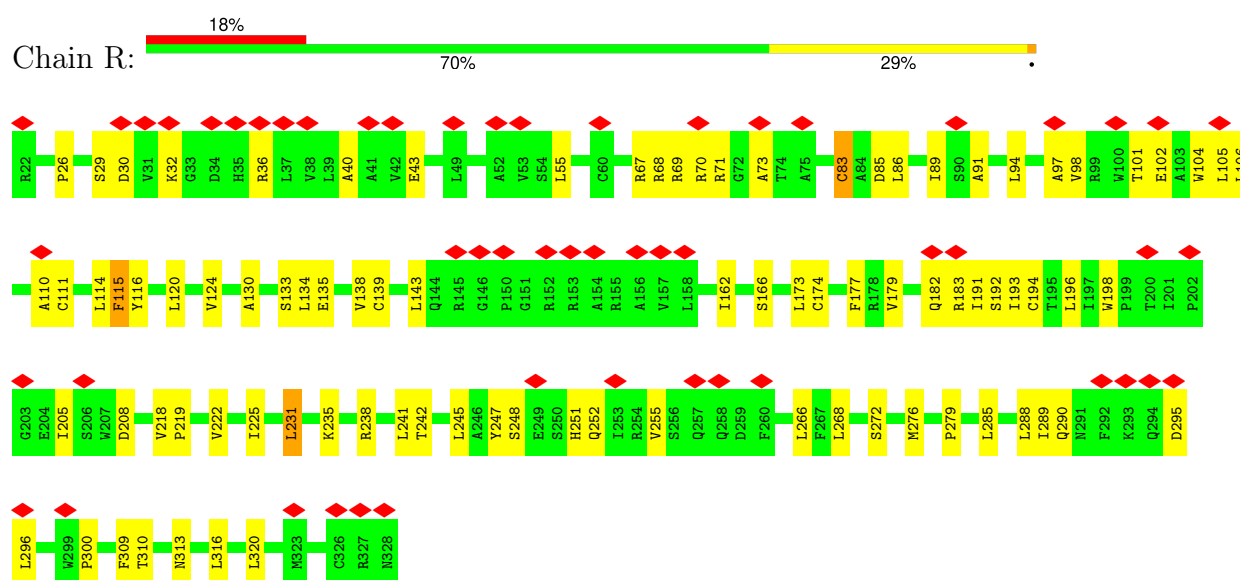 18%
Chain R:
70% 29% •
R22 P26 S29 D30 V31 K32 G33 D34 H35 R36 L37 V38 L39 A40 A41 V42 E43 L49 A52 V53 S54 L55 C60 R67 R68 R69 R70 R71 G72 A73 T74 A75 C83 A84 D85 L86 I89 S90 A91 L94 A97 V98 R99 W100 T101 E102 A103 W104 L105 L106
A110 C111 L114 F115 Y116 L120 V124 A130 S133 L134 E135 V138 C139 L143 Q144 R145 G146 P150 G151 R152 R153 A154 R155 A156 V157 L158 I162 S166 L173 C174 F177 R178 V179 Q182 R183 I191 S192 I193 C194 T195 L196 I197 W198 P199 T200 I201 P202
G203 E204 I205 S206 W207 D208 V218 P219 V222 I225 L231 K235 R238 L241 T242 L245 A246 Y247 S248 E249 S250 H251 Q252 I253 R254 V255 S256 Q257 Q258 D259 F260 L266 F267 L268 S272 M276 P279 L285 L288 I289 Q290 N291 F292 K293 Q294 D295
L296 W299 P300 F309 T310 N313 L316 L320 M323 C326 R327 N328